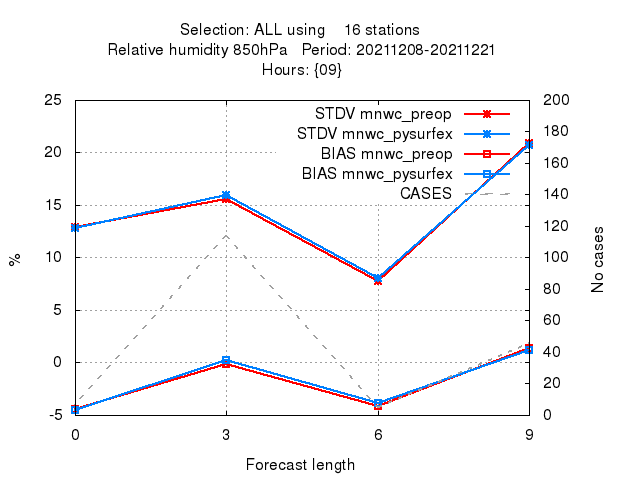 Selection: ALL using    16 stations
Relative humidity 850hPa   Period: 20211208-20211221
Hours: {09}
STDV mnwc_preop
STDV mnwc_pysurfex
BIAS mnwc_preop
BIAS mnwc_pysurfex
CASES
25
20
15
10
5
0
-5
%
200
180
160
140
120
100
80
60
40
20
0
No cases
0 3 6 9
Forecast length